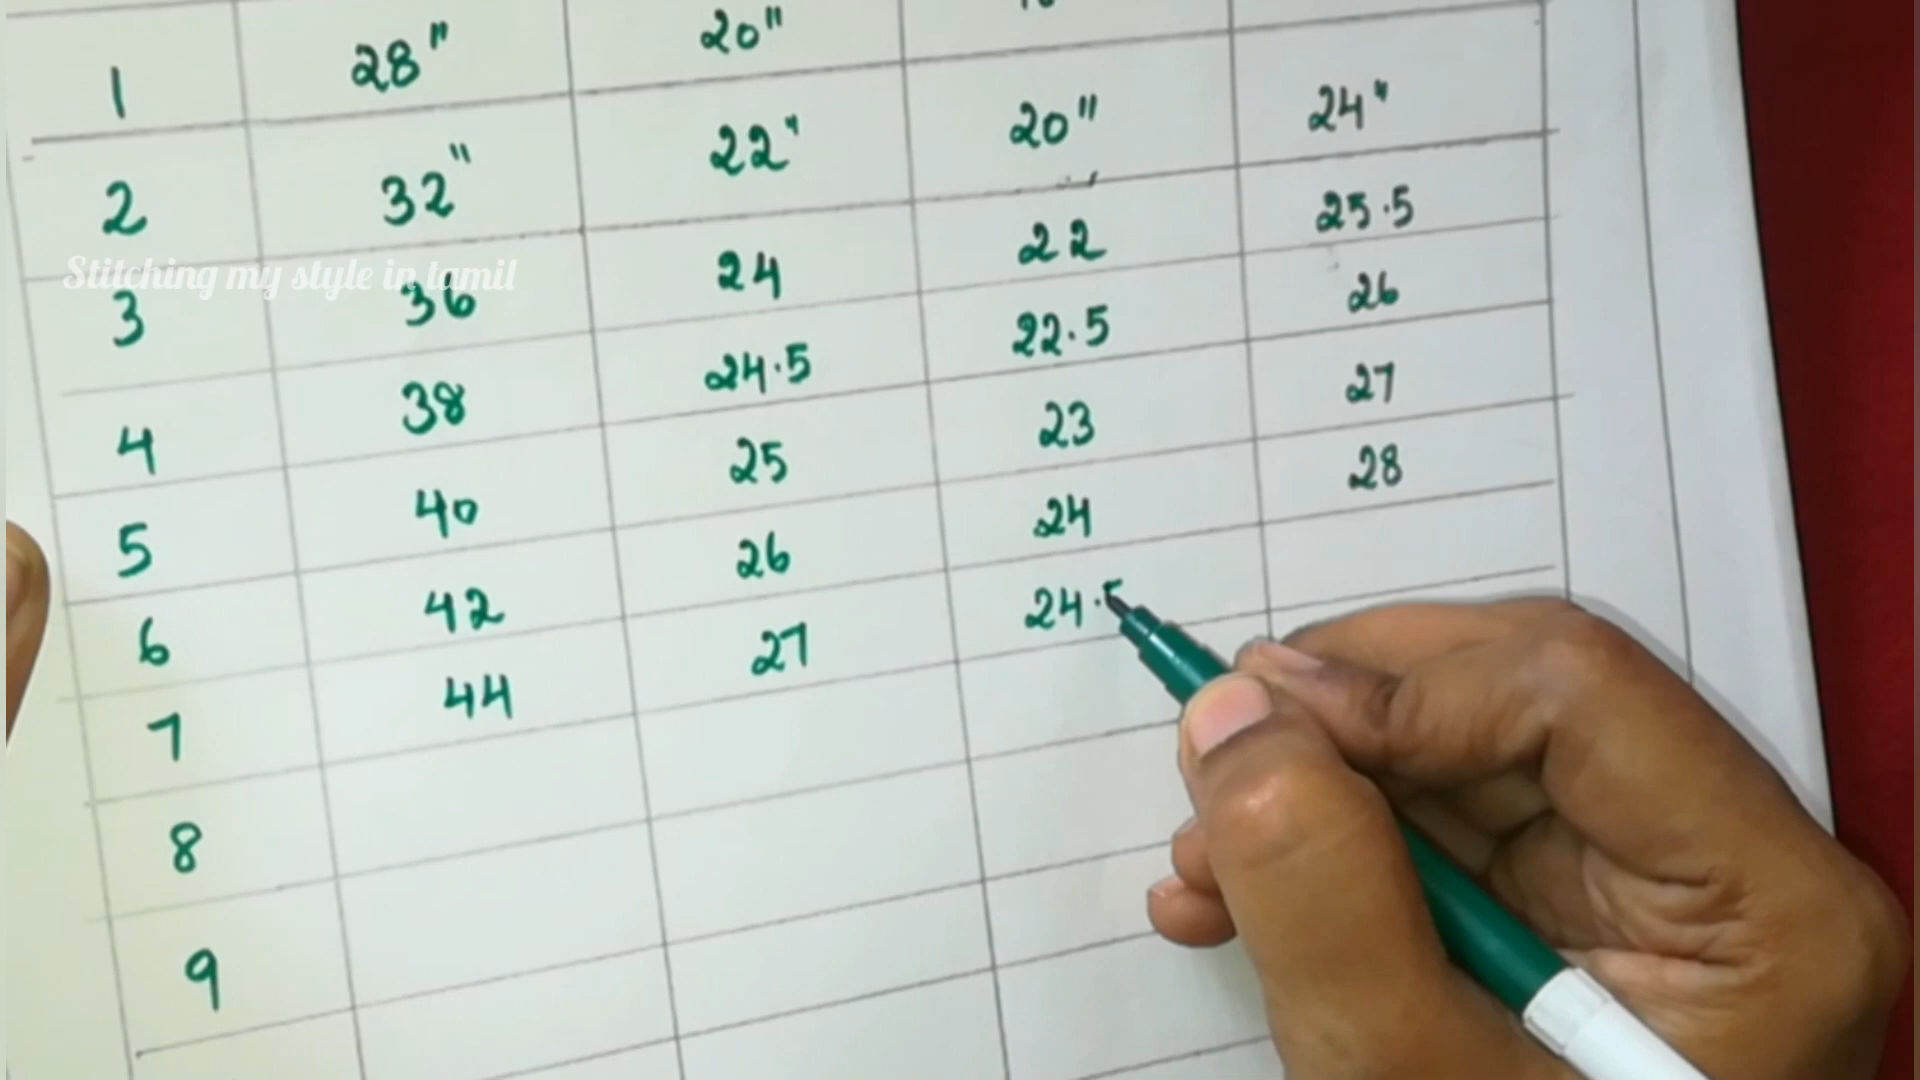 1 28" 20"
2 32" 22" 20" 24"
Stitching my style in tamil
3 36 24 22 25.5
4 38 24.5 22.5 26
5 40 25 23 27
6 42 26 24 28
7 44 27 24.5
8
9